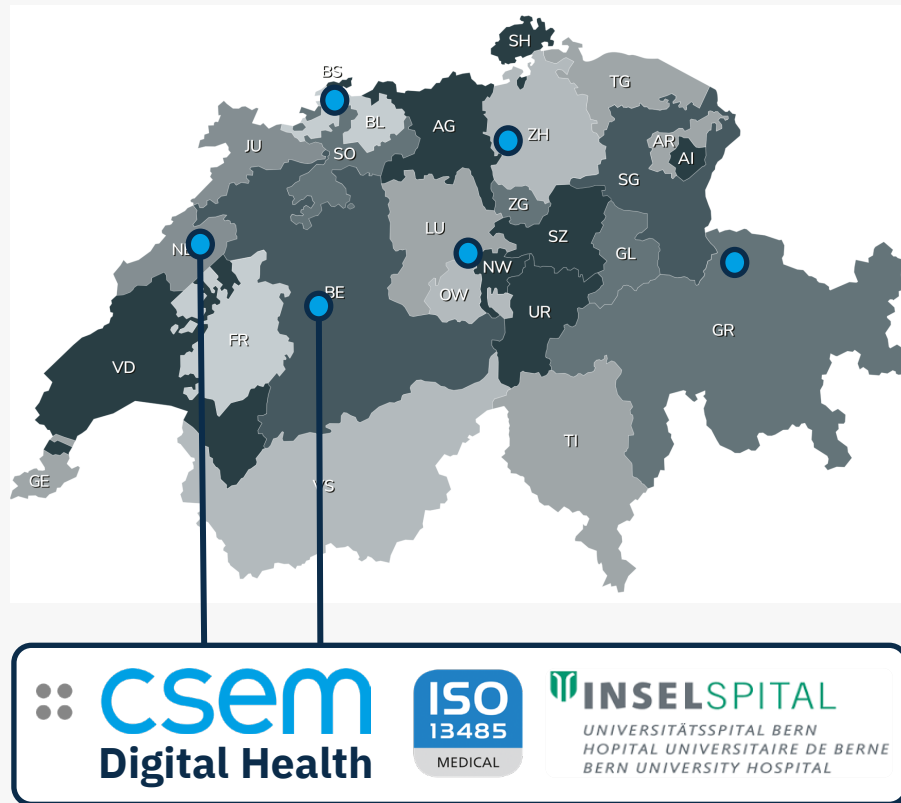 SH
BS
TG
BL
AG
ZH
AR
JU
SO
AI
SG
ZG
LU
SZ
NE
GL
NW
BE
OW
UR
GR
FR
VD
TI
GE
VS
csem
Digital Health
ISO
13485
MEDICAL
INSELSPITAL
UNIVERSITÄTSSPITAL BERN
HOPITAL UNIVERSITAIRE DE BERNE
BERN UNIVERSITY HOSPITAL